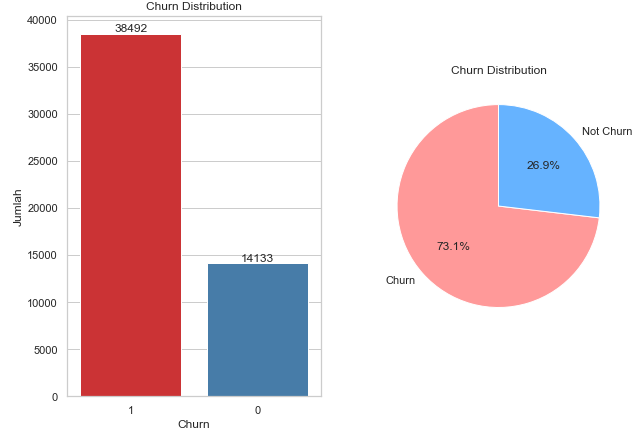 Churn Distribution
40000
35000
30000
25000
20000
15000
10000
5000
0
Jumlah
38492
14133
1
0
Churn
Churn Distribution
Not Churn
26.9%
73.1%
Churn